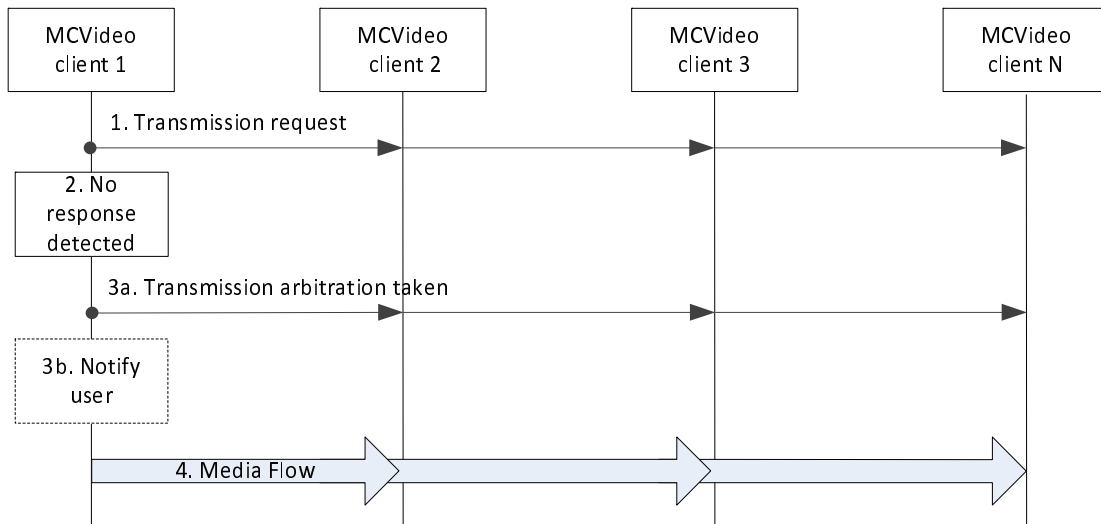 MCVideo
client 1
MCVideo
client 2
MCVideo
client 3
MCVideo
client N
1. Transmission request
2. No
response
detected
3a. Transmission arbitration taken
3b. Notify
user
4. Media Flow